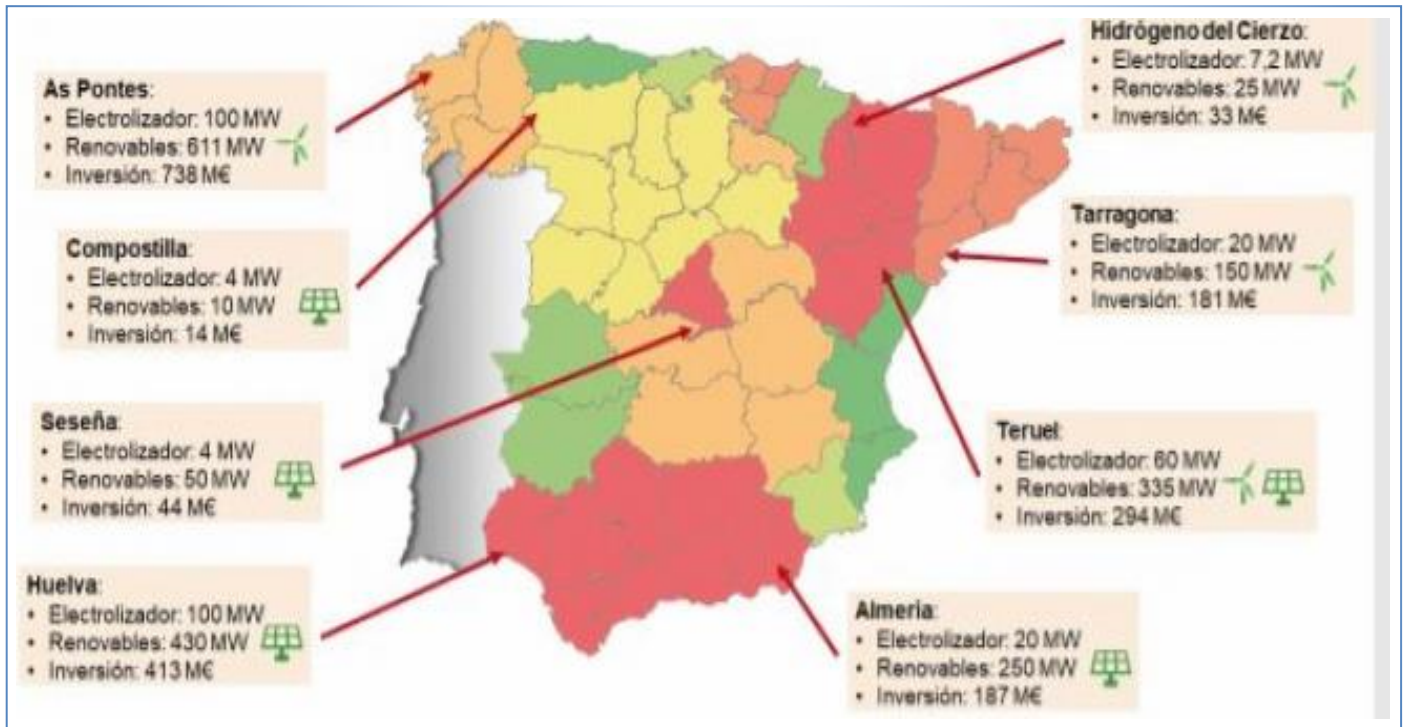 As Pontes:
• Electrolizador: 100 MW
• Renovables: 611 MW
• Inversión: 738 M€
Compostilla:
• Electrolizador: 4 MW
• Renovables: 10 MW
• Inversión: 14 M€
Seseña:
• Electrolizador: 4 MW
• Renovables: 50 MW
• Inversión: 44 M€
Huelva:
• Electrolizador: 100 MW
• Renovables: 430 MW
• Inversión: 413 M€
Hidrógeno del Cierzo:
• Electrolizador: 7,2 MW
• Renovables: 25 MW
• Inversión: 33 M€
Tarragona:
• Electrolizador: 20 MW
• Renovables: 150 MW
• Inversión: 181 M€
Teruel:
• Electrolizador: 60 MW
• Renovables: 335 MW
• Inversión: 294 M€
Almeria:
• Electrolizador: 20 MW
• Renovables: 250 MW
• Inversión: 187 M€